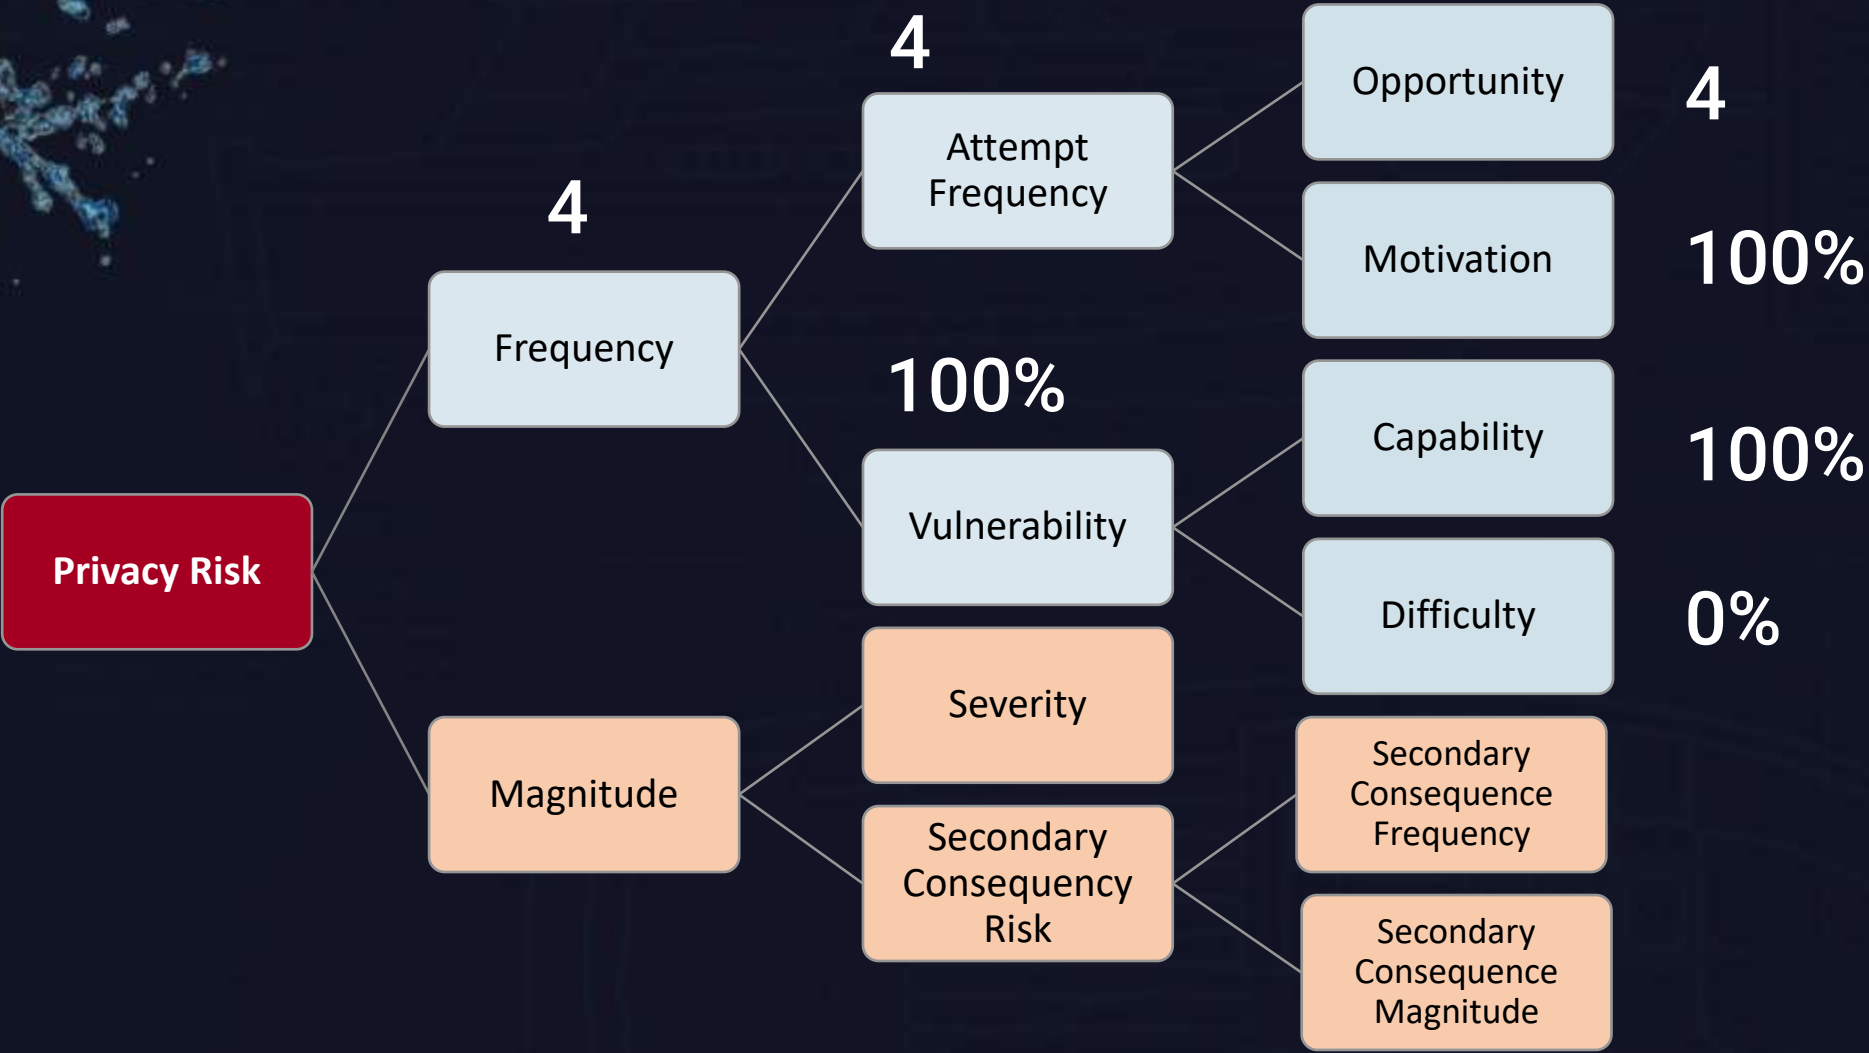 4
4
Opportunity
4
Attempt
Frequency
Motivation
100%
4
Frequency
100%
Capability
100%
Vulnerability
Difficulty
0%
Privacy Risk
Severity
Magnitude
Secondary
Consequence
Frequency
Secondary
Consequency
Risk
Secondary
Consequence
Magnitude